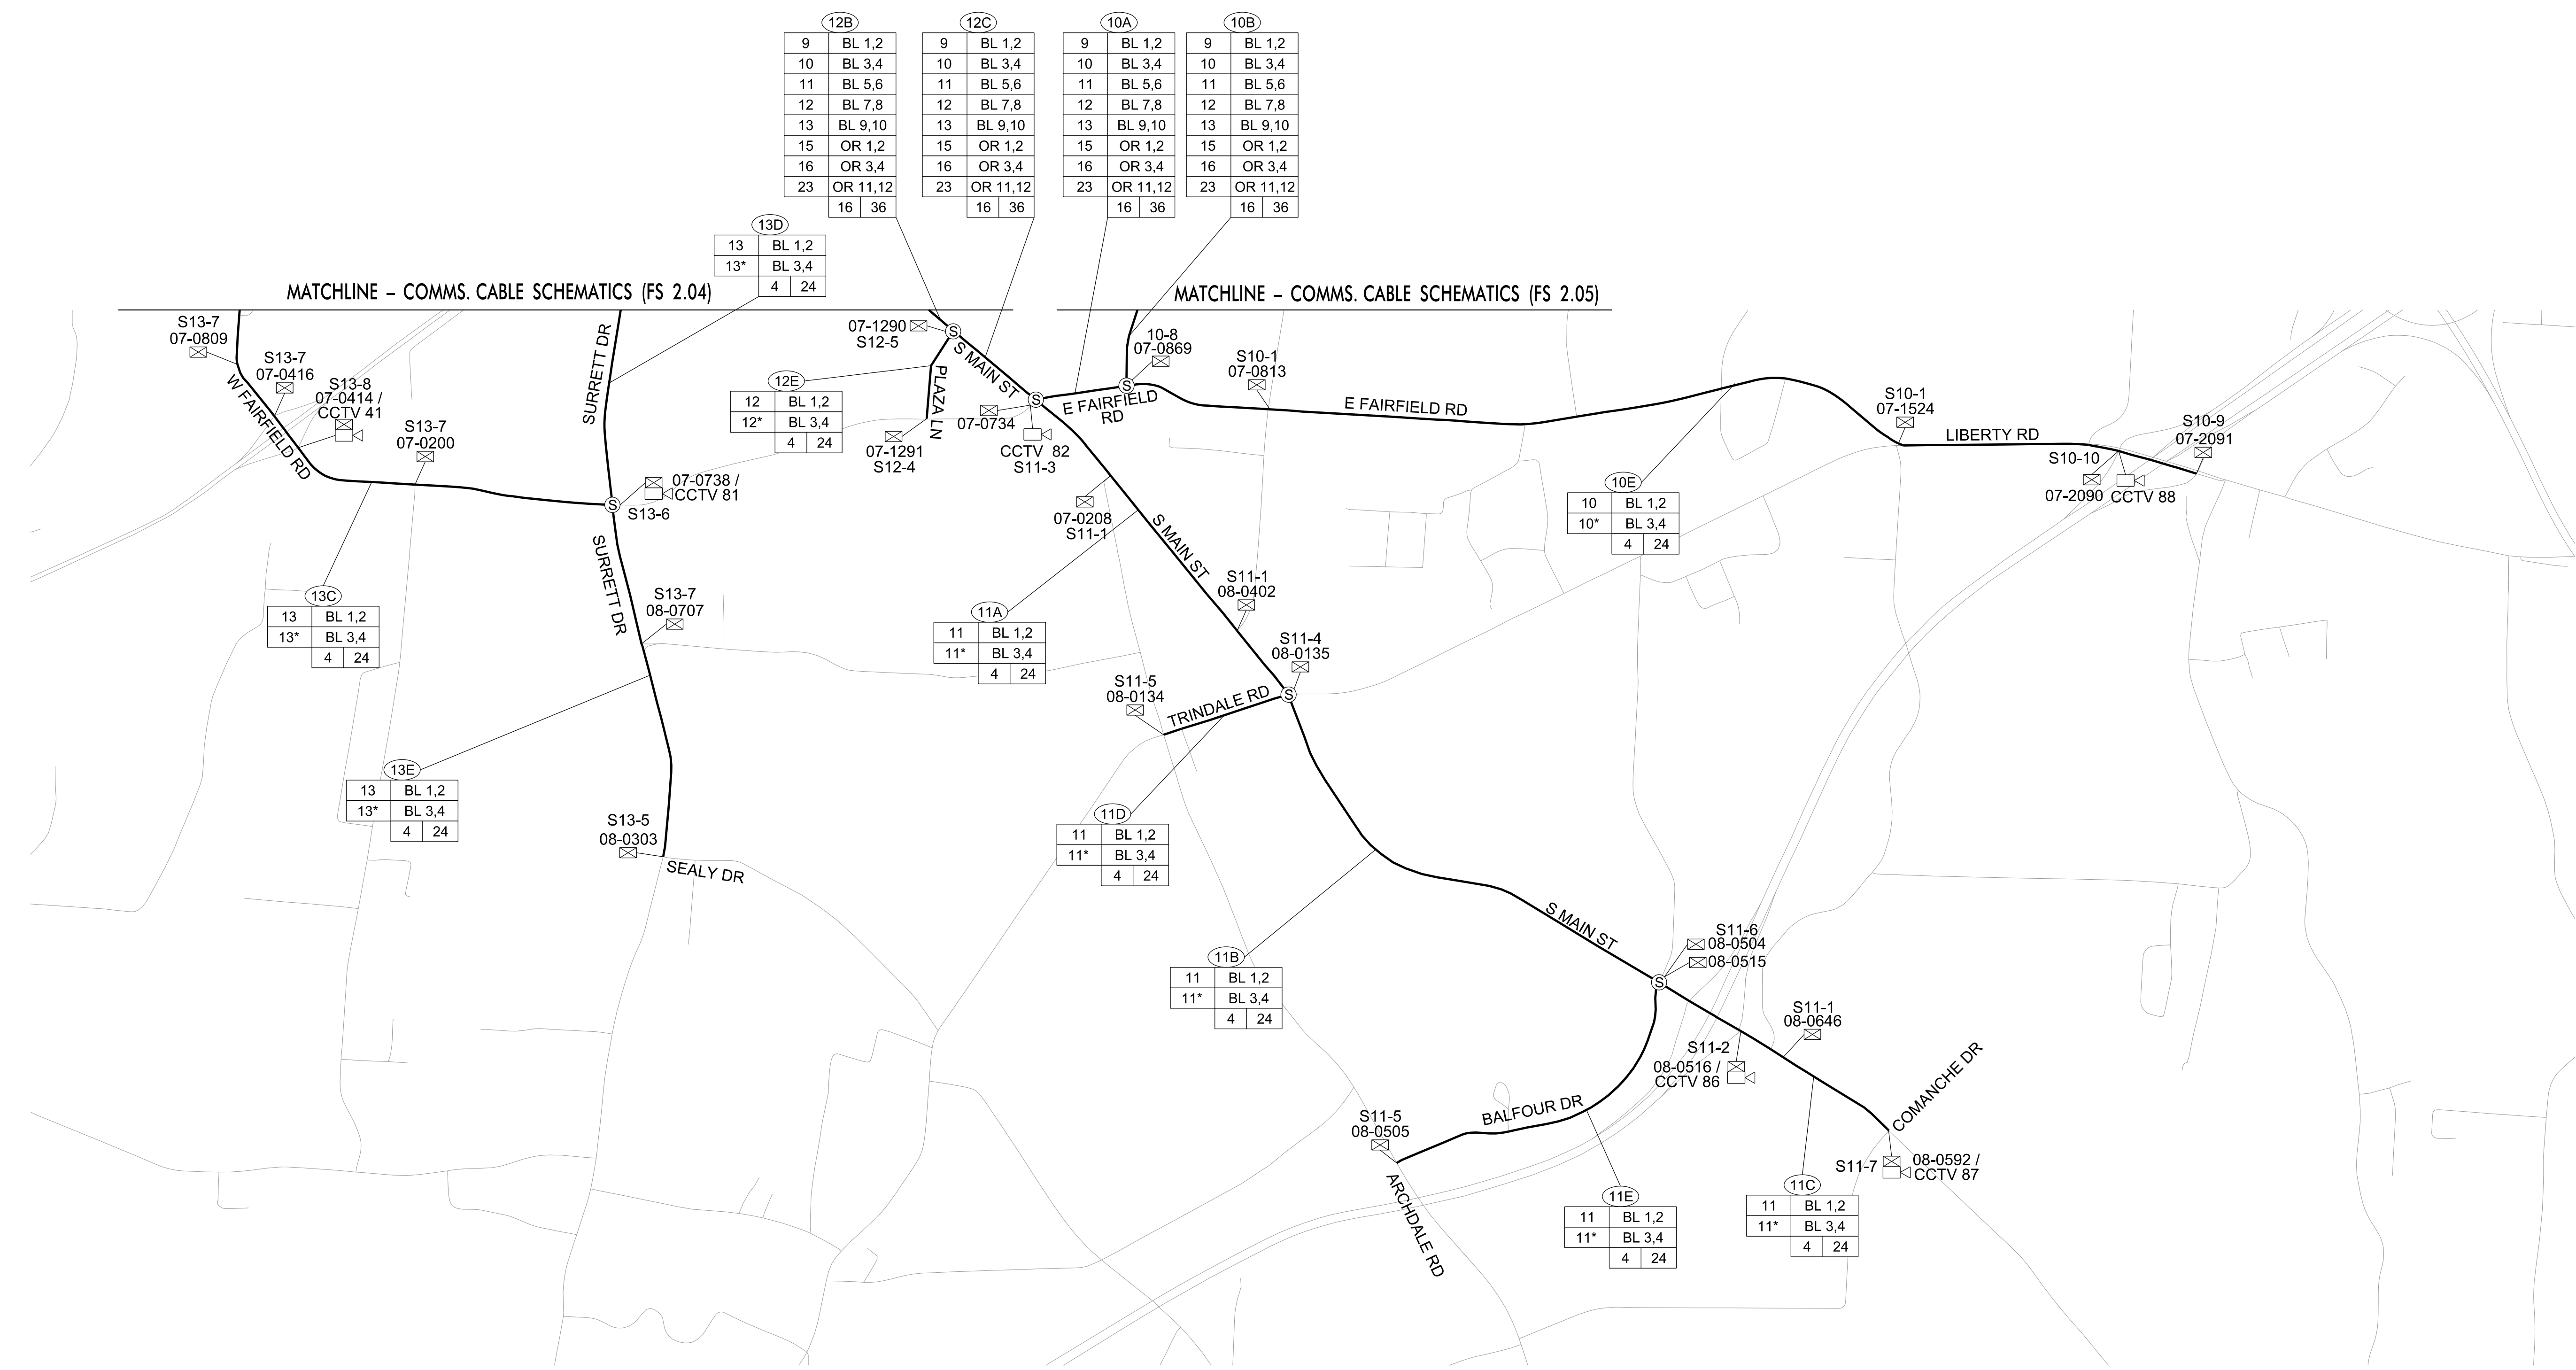 12B
9 BL 1,2
10 BL 3,4
11 BL 5,6
12 BL 7,8
13 BL 9,10
15 OR 1,2
16 OR 3,4
23 OR 11,12
16 36
12C
9 BL 1,2
10 BL 3,4
11 BL 5,6
12 BL 7,8
13 BL 9,10
15 OR 1,2
16 OR 3,4
23 OR 11,12
16 36
10A
9 BL 1,2
10 BL 3,4
11 BL 5,6
12 BL 7,8
13 BL 9,10
15 OR 1,2
16 OR 3,4
23 OR 11,12
16 36
10B
9 BL 1,2
10 BL 3,4
11 BL 5,6
12 BL 7,8
13 BL 9,10
15 OR 1,2
16 OR 3,4
23 OR 11,12
16 36
13D
13 BL 1,2
13* BL 3,4
4 24
MATCHLINE – COMMS. CABLE SCHEMATICS (FS 2.04)
MATCHLINE – COMMS. CABLE SCHEMATICS (FS 2.05)
S13-7
07-0809
S13-7
07-0416
S13-8
07-0414 /
CCTV 41
W FAIRFIELD RD
S13-7
07-0200
SURRETT DR
07-0738 /
CCTV 81
S
S13-6
07-1290
S12-5
S
S MAIN ST
PLAZA LN
12E
12 BL 1,2
12* BL 3,4
4 24
07-1291
S12-4
S
07-0734
CCTV 82
S11-3
E FAIRFIELD
RD
S
10-8
07-0869
S10-1
07-0813
E FAIRFIELD RD
S10-1
07-1524
LIBERTY RD
S10-9
07-2091
S10-10
07-2090
CCTV 88
10E
10 BL 1,2
10* BL 3,4
4 24
07-0208
S11-1
S MAIN ST
S11-1
08-0402
13C
13 BL 1,2
13* BL 3,4
4 24
SURRETT DR
S13-7
08-0707
11A
11 BL 1,2
11* BL 3,4
4 24
S11-4
08-0135
S
S11-5
08-0134
TRINDALE RD
13E
13 BL 1,2
13* BL 3,4
4 24
S13-5
08-0303
SEALY DR
11D
11 BL 1,2
11* BL 3,4
4 24
11B
11 BL 1,2
11* BL 3,4
4 24
S MAIN ST
S11-6
08-0504
08-0515
S
S11-1
08-0646
S11-2
08-0516 /
CCTV 86
COMANCHE DR
BALFOUR DR
S11-5
08-0505
ARCHDALE RD
S11-7
08-0592 /
CCTV 87
11E
11 BL 1,2
11* BL 3,4
4 24
11C
11 BL 1,2
11* BL 3,4
4 24